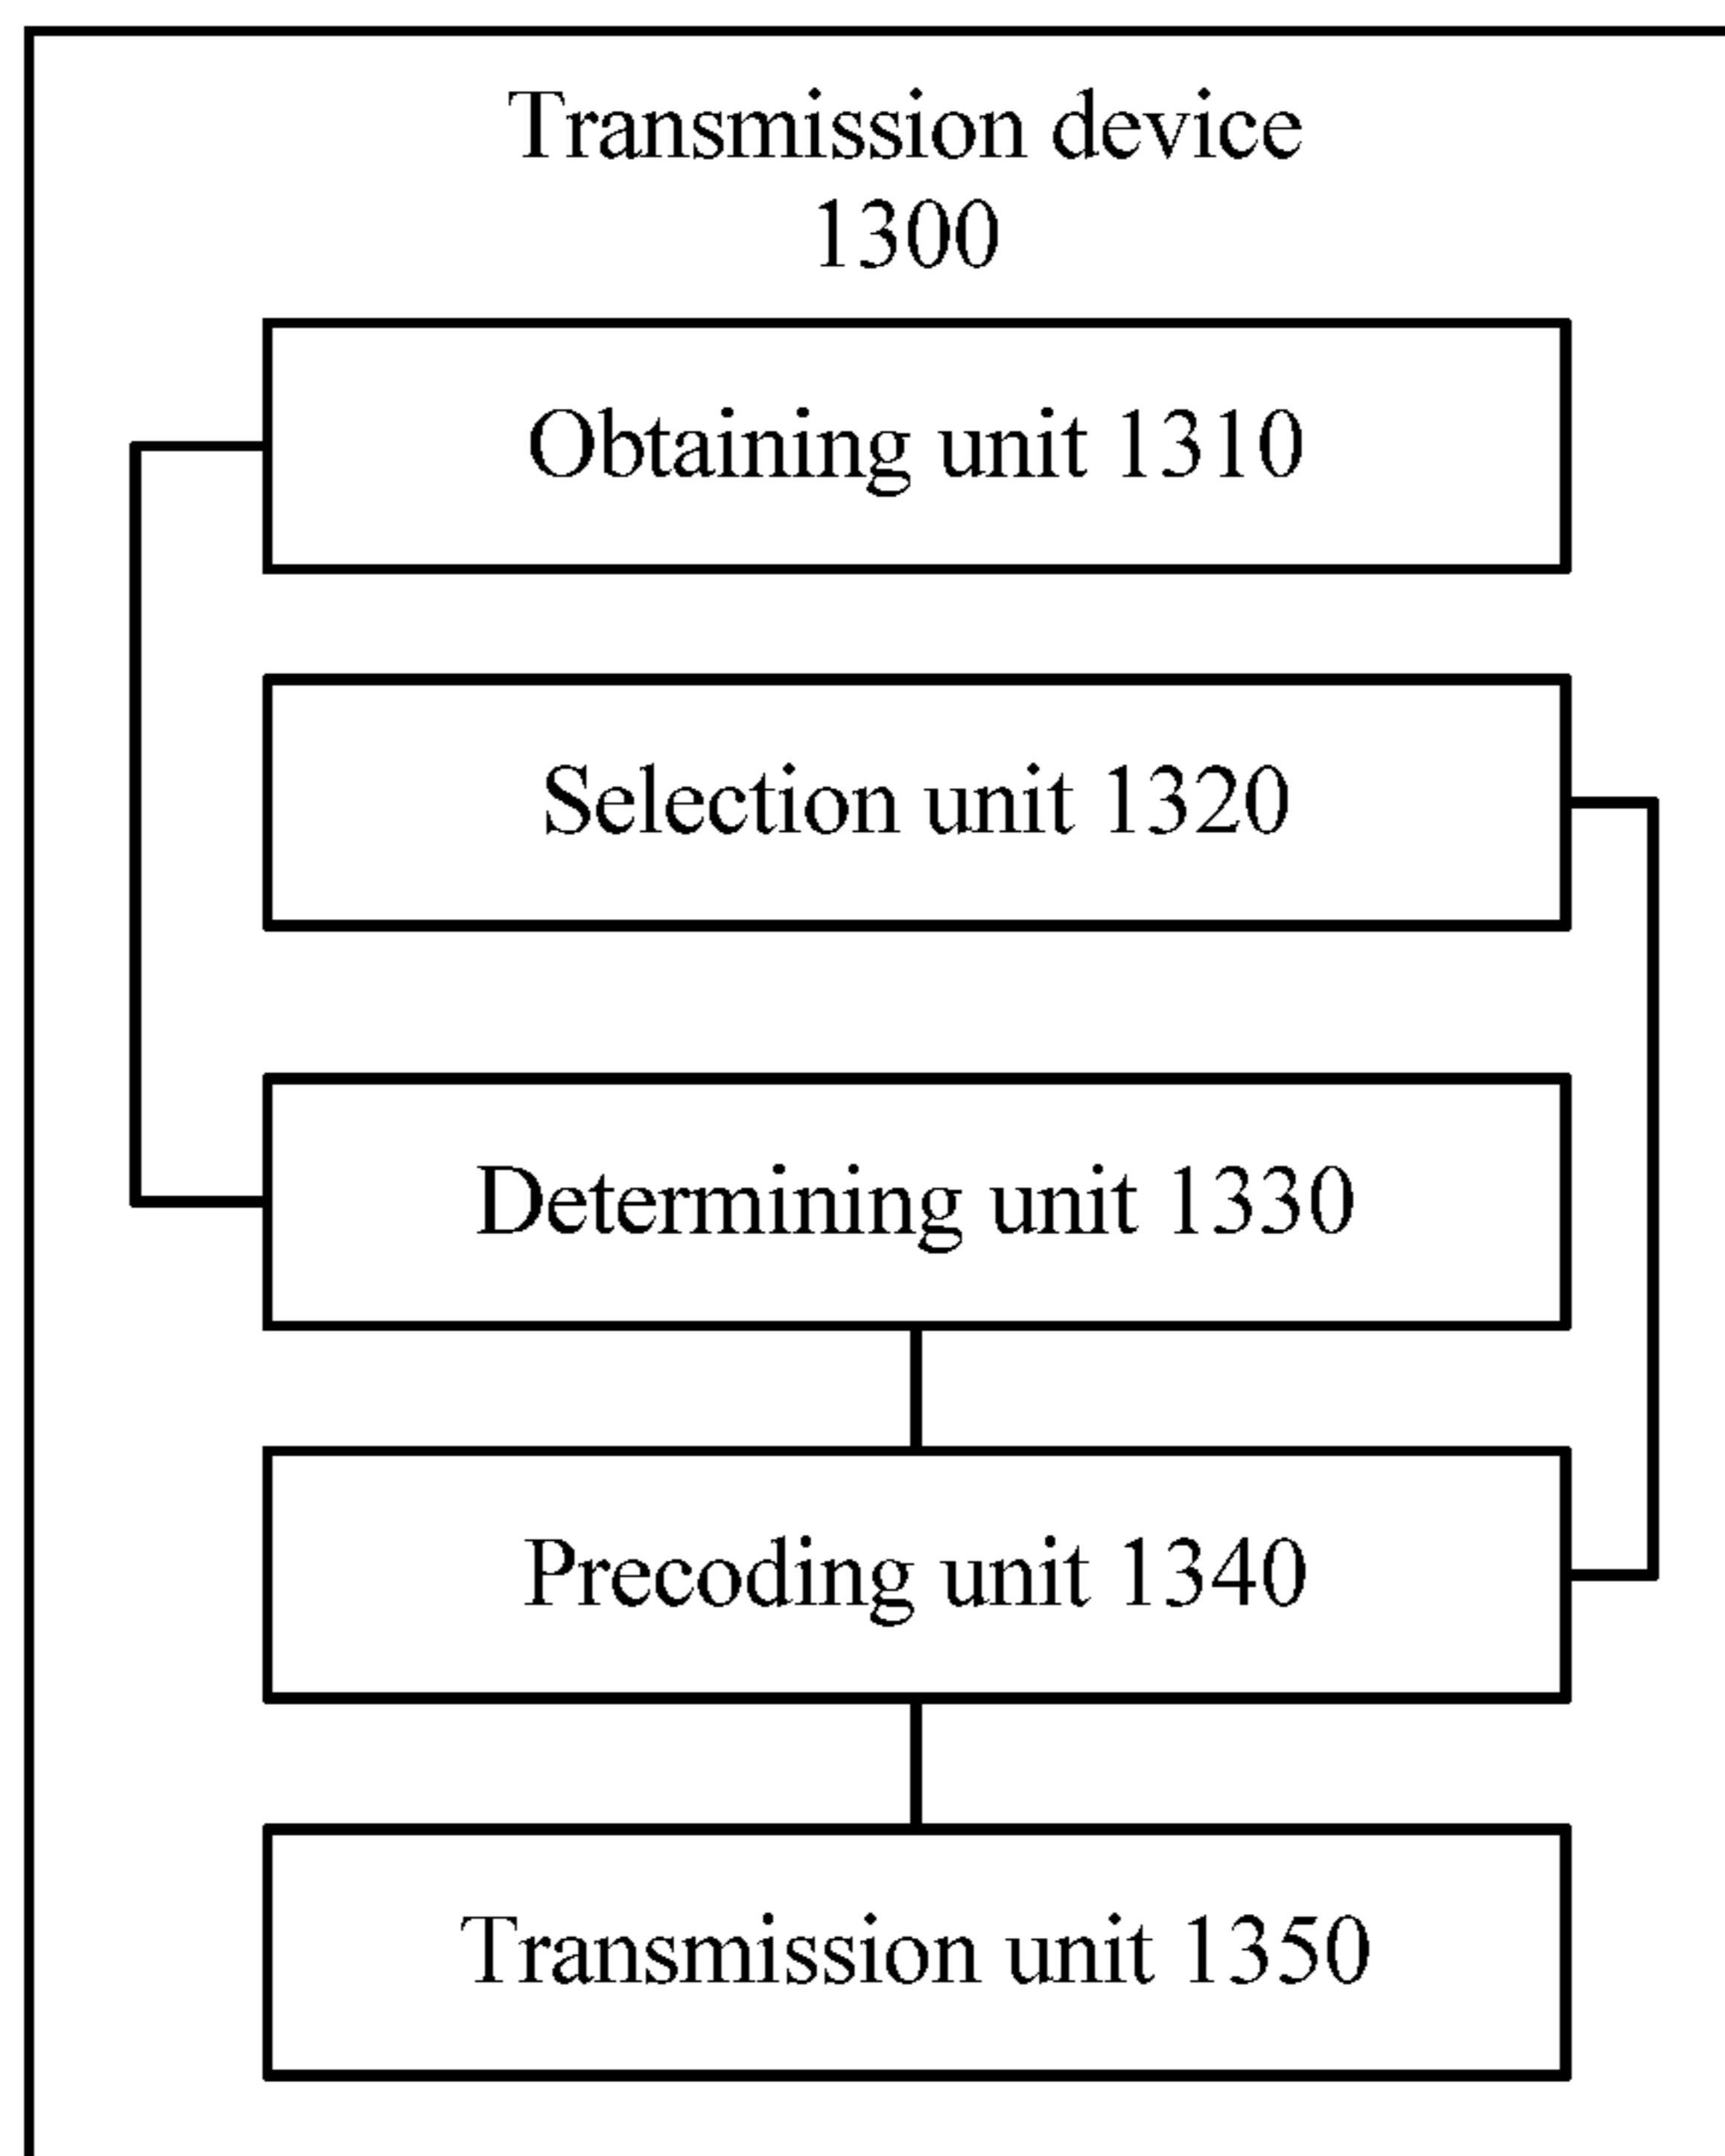 Transmission device
1300
Obtaining unit 1310
Selection unit 1320
Determining unit 1330
Precoding unit 1340
Transmission unit 1350